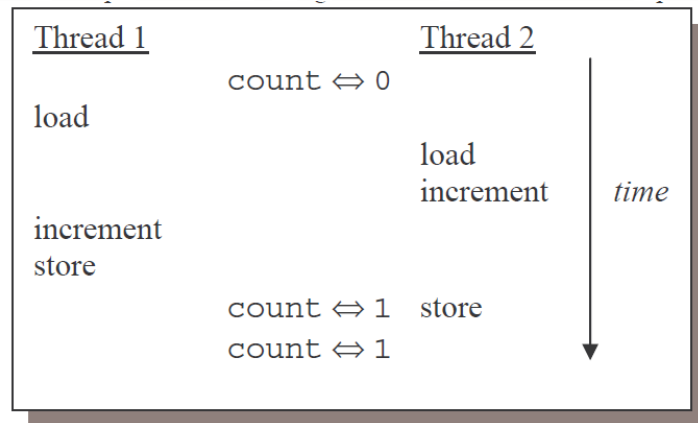 Thread 1 Thread 2
count ⇔ 0
load
load
increment time
increment
store
count ⇔ 1 store
count ⇔ 1